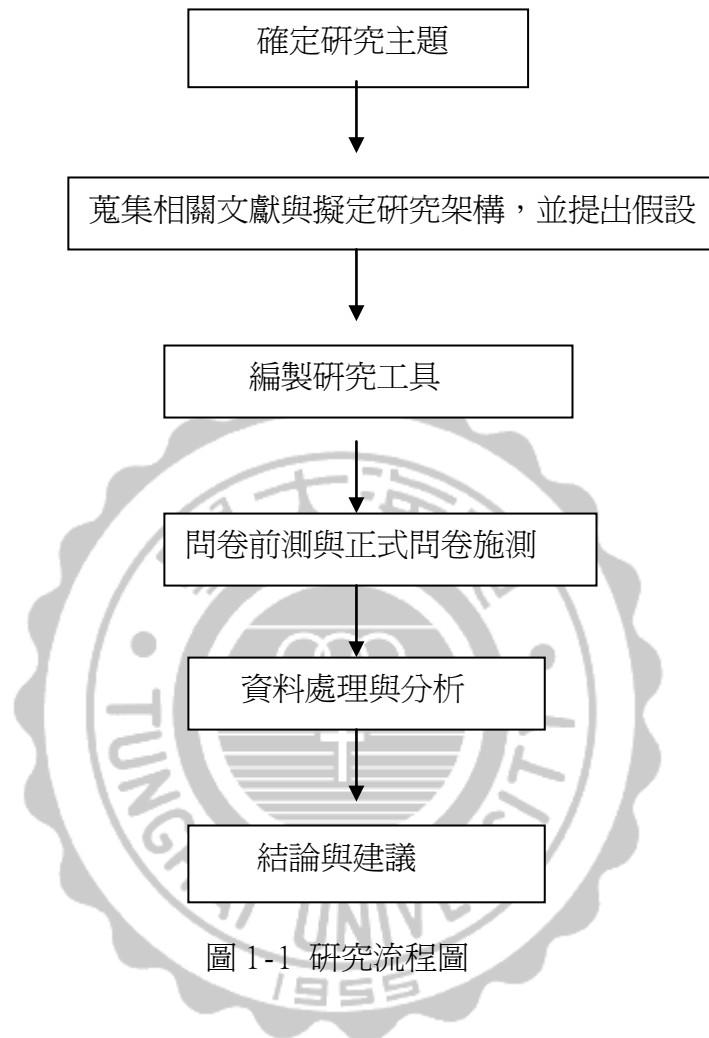 確定研究主題
蒐集相關文獻與擬定研究架構，並提出假設
編製研究工具
問卷前測與正式問卷施測
資料處理與分析
結論與建議
圖 1-1 研究流程圖
TUNGHAI UNIVERSITY
1955